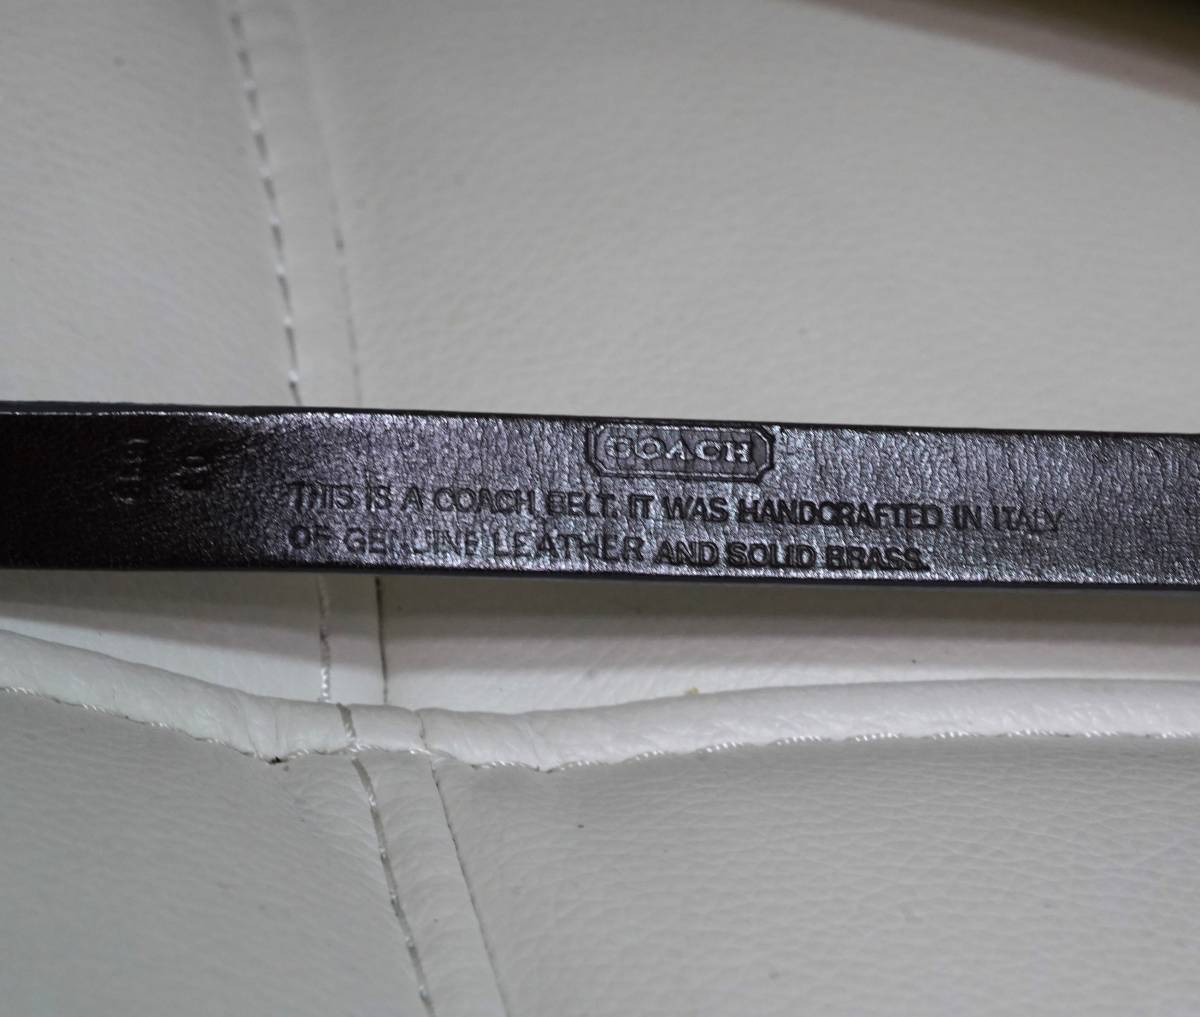 COACH
THIS IS A COACH BELT. IT WAS HANDCRAFTED IN ITALY
OF GENUINE LEATHER AND SOLID BRASS.